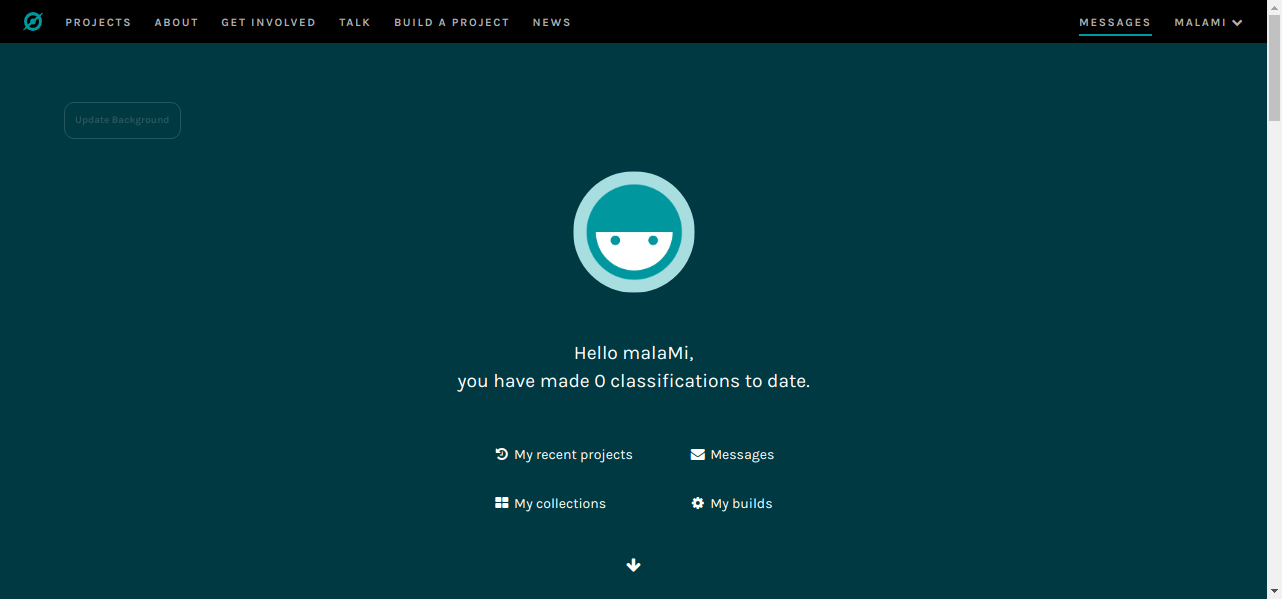 PROJECTS ABOUT GET INVOLVED TALK BUILD A PROJECT NEWS MESSAGES MALAMI
Update Background
Hello malaMi,
you have made 0 classifications to date.
My recent projects Messages
My collections My builds